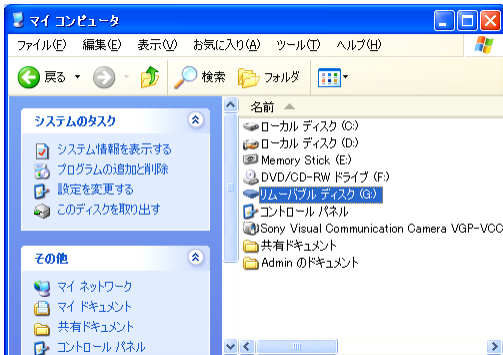 マイ コンピュータ
ファイル(F) 編集(E) 表示(V) お気に入り(A) ツール(T) ヘルプ(H)
戻る 検索 フォルダ
システムのタスク
システム情報を表示する
プログラムの追加と削除
設定を変更する
このディスクを取り出す
その他
マイ ネットワーク
マイ ドキュメント
共有ドキュメント
コントロール パネル
名前
ローカル ディスク (C:)
ローカル ディスク (D:)
Memory Stick (E:)
DVD/CD-RW ドライブ (F:)
リムーバブル ディスク (G:)
コントロール パネル
Sony Visual Communication Camera VGP-VCC
共有ドキュメント
Admin のドキュメント